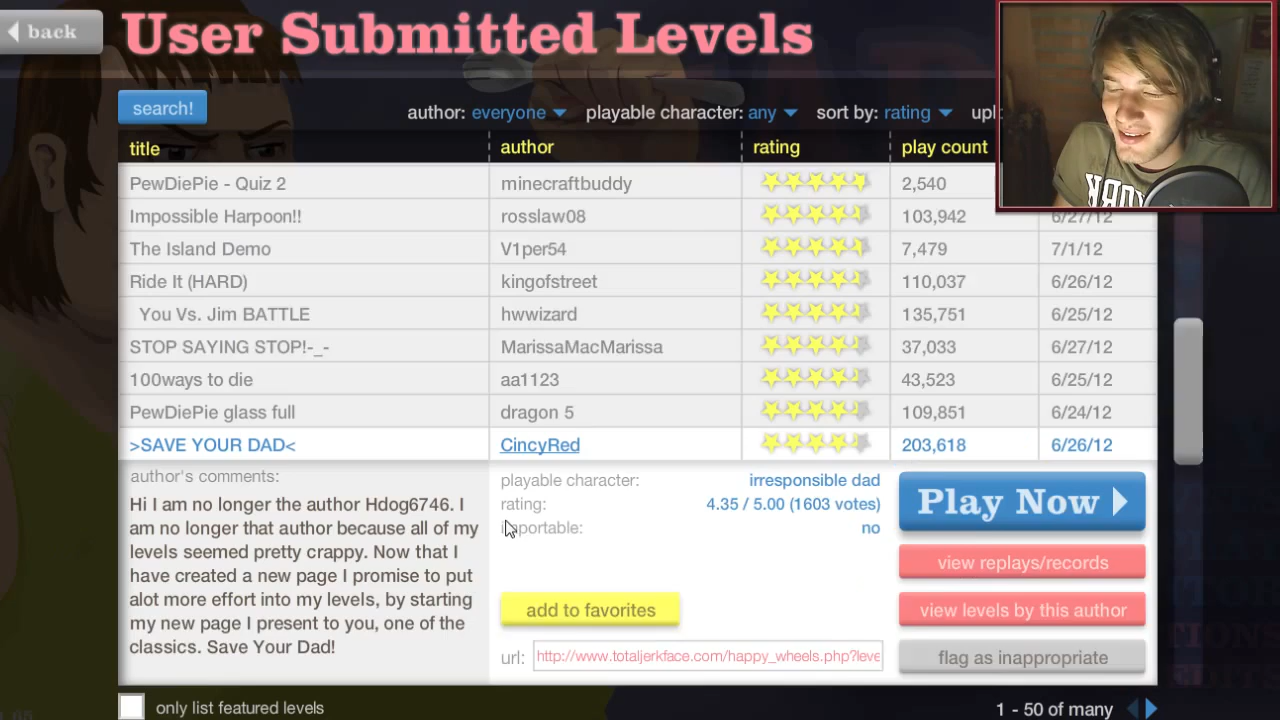 back
User Submitted Levels
search!
author: everyone playable character: any sort by: rating
title author rating play count
PewDiePie - Quiz 2 minecraftbuddy 2,540
Impossible Harpoon!! rosslaw08 103,942 6/27/12
The Island Demo V1per54 7,479 7/1/12
Ride It (HARD) kingofstreet 110,037 6/26/12
You Vs. Jim BATTLE hwwizard 135,751 6/25/12
STOP SAYING STOP!-_- MarissaMacMarissa 37,033 6/27/12
100ways to die aa1123 43,523 6/25/12
PewDiePie glass full dragon 5 109,851 6/24/12
>SAVE YOUR DAD< CincyRed 203,618 6/26/12
author's comments:
Hi I am no longer the author Hdog6746. I
am no longer that author because all of my
levels seemed pretty crappy. Now that I
have created a new page I promise to put
alot more effort into my levels, by starting
my new page I present to you, one of the
classics. Save Your Dad!
playable character: irresponsible dad
rating: 4.35 / 5.00 (1603 votes)
importable: no
add to favorites
url: http://www.totaljerkface.com/happy_wheels.php?leve
Play Now
view replays/records
view levels by this author
flag as inappropriate
only list featured levels
1 - 50 of many